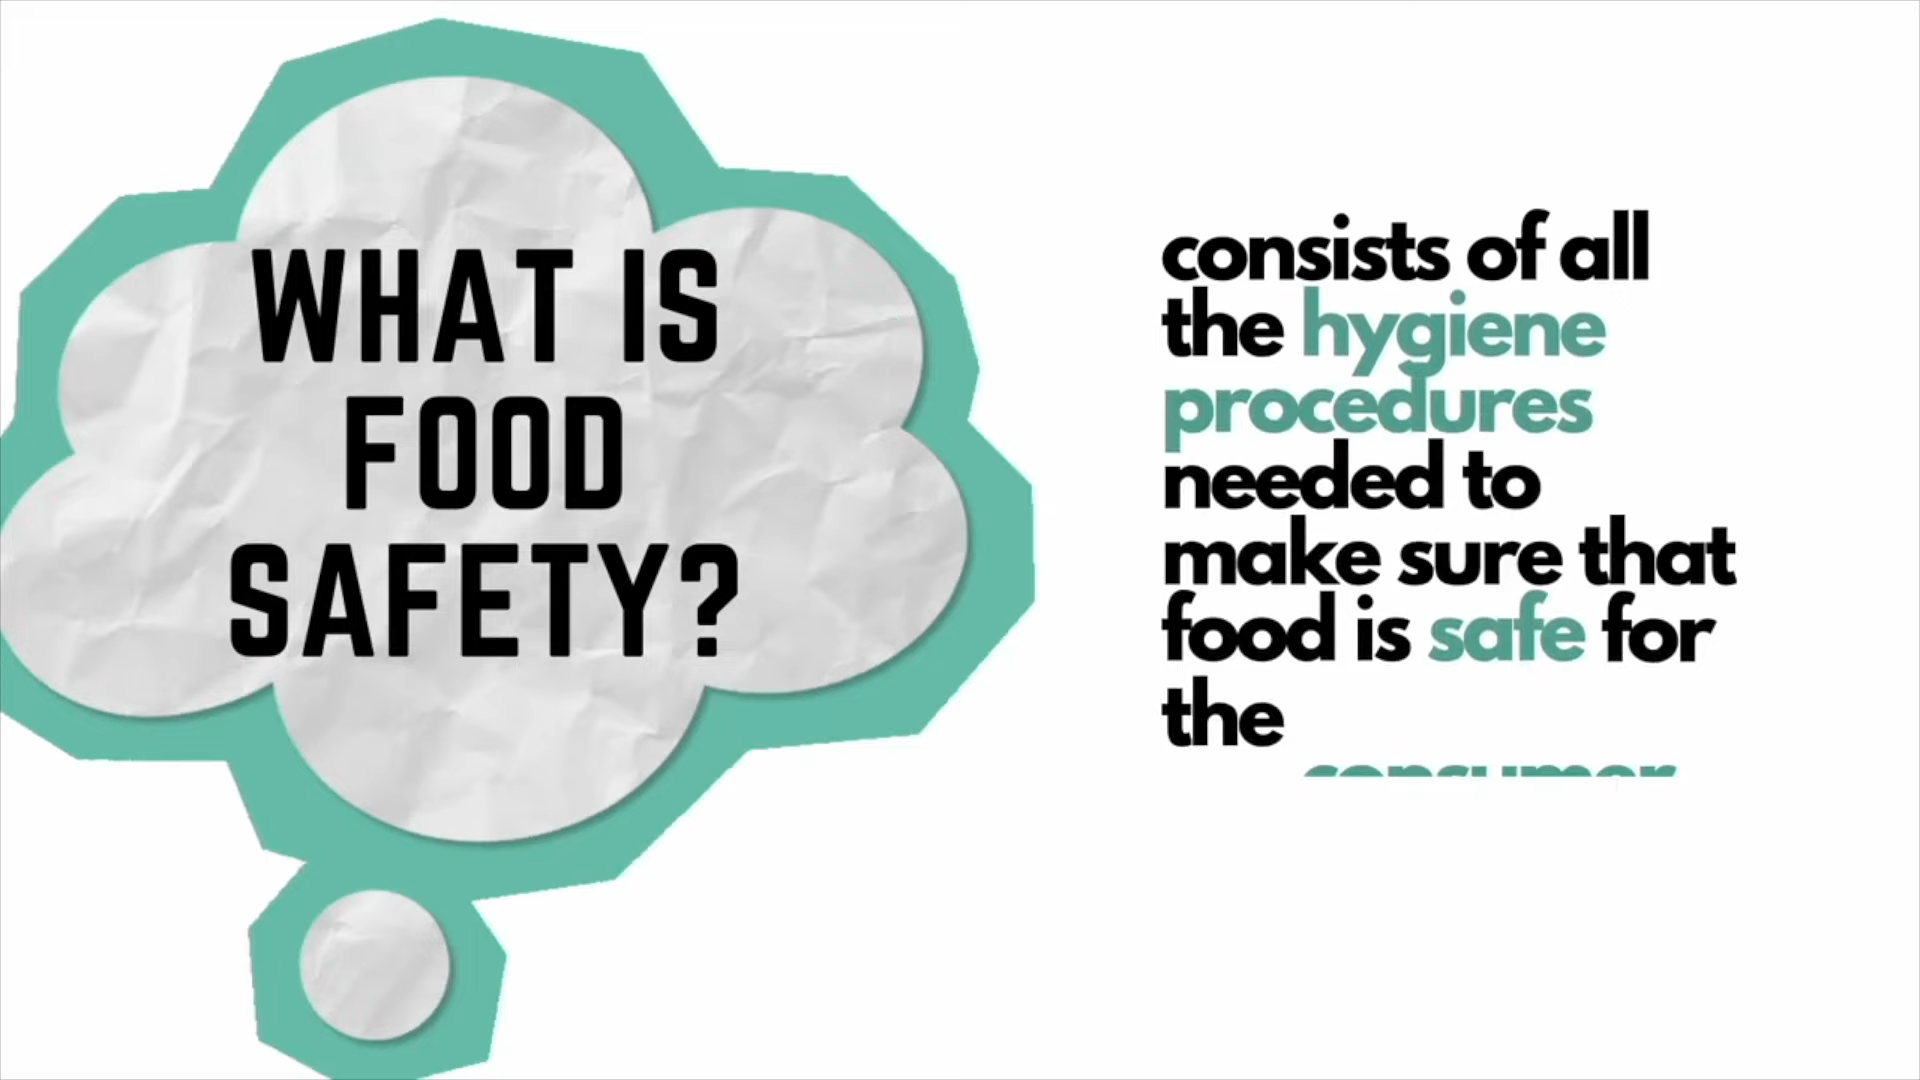 WHAT IS
FOOD
SAFETY?
consists of all
the hygiene
procedures
needed to
make sure that
food is safe for
the
consumer